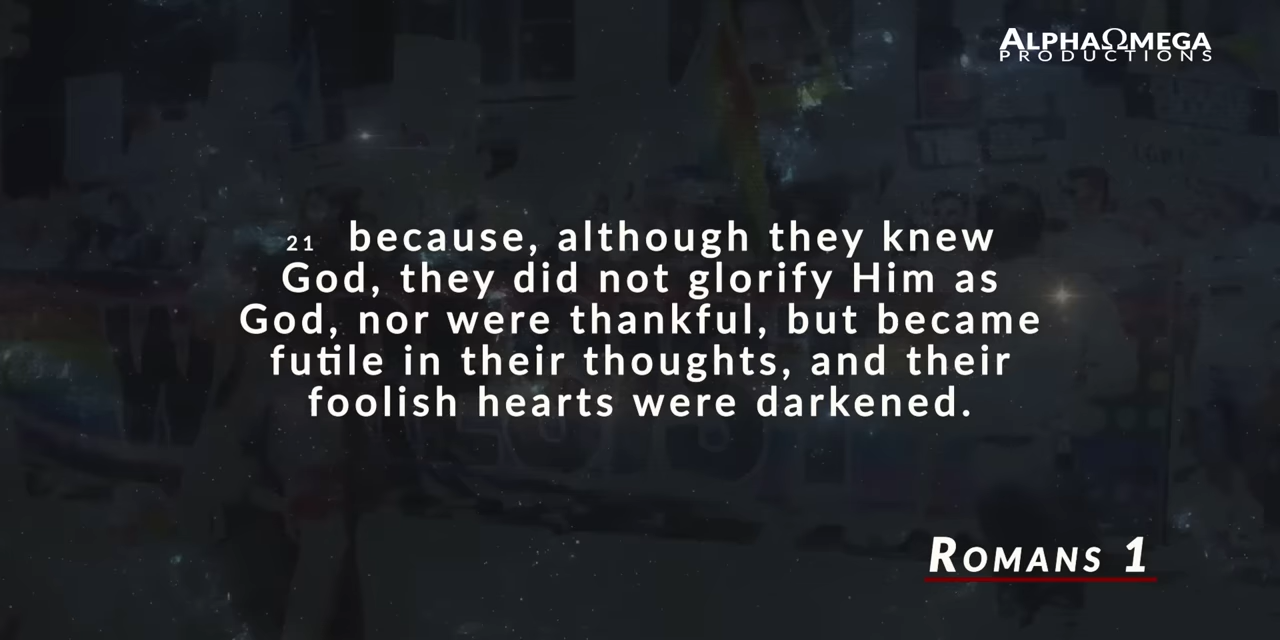 ALPHAΩMEGA
PRODUCTIONS
21 because, although they knew
God, they did not glorify Him as
God, nor were thankful, but became
futile in their thoughts, and their
foolish hearts were darkened.
ROMANS 1